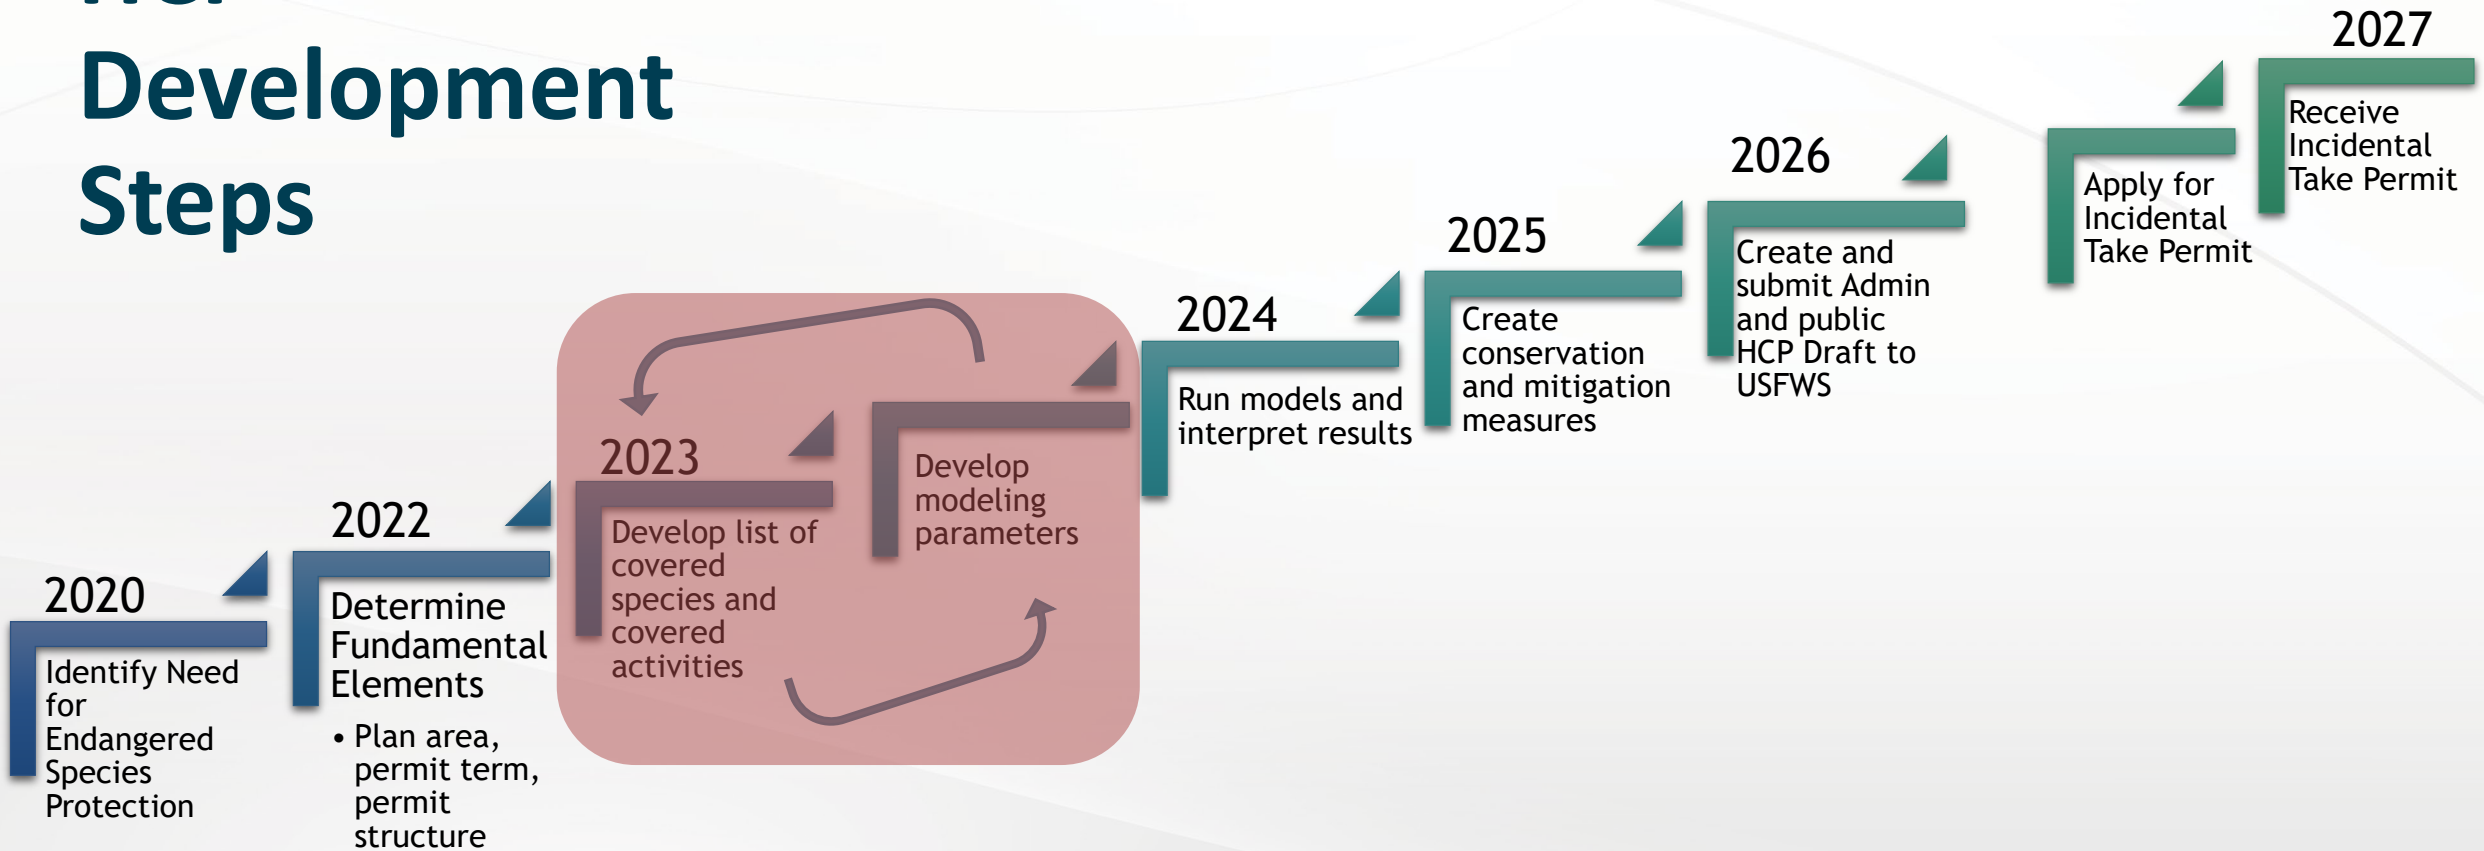 Development
Steps
2020
Identify Need
for
Endangered
Species
Protection
2022
Determine
Fundamental
Elements
• Plan area,
permit term,
permit
structure
2023
Develop list of
covered
species and
covered
activities
Develop
modeling
parameters
2024
Run models and
interpret results
2025
Create
conservation
and mitigation
measures
2026
Create and
submit Admin
and public
HCP Draft to
USFWS
Apply for
Incidental
Take Permit
2027
Receive
Incidental
Take Permit